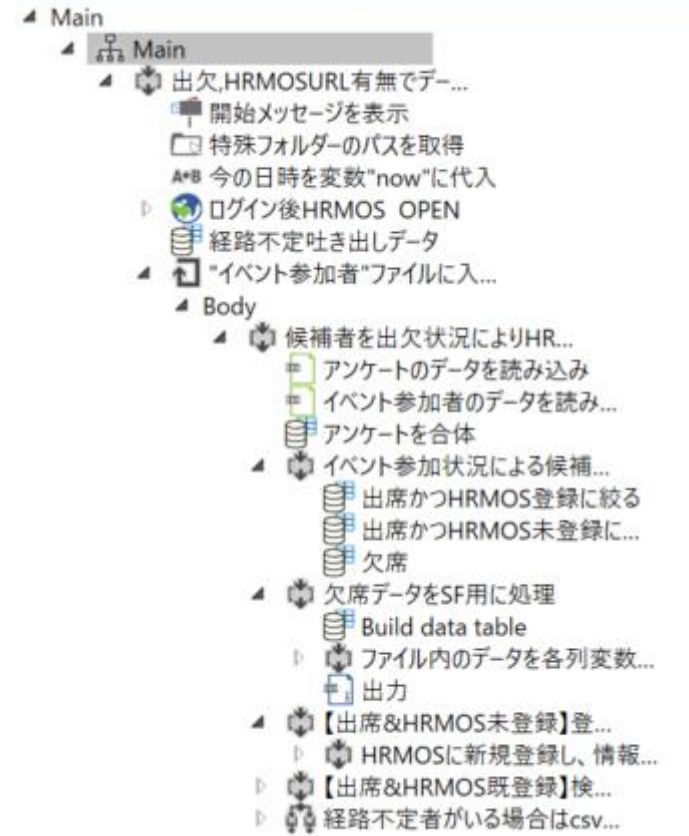 Main
Main
出欠,HRMOSURL有無でデー...
開始メッセージを表示
特殊フォルダーのパスを取得
A*B 今の日時を変数"now"に代入
ログイン後HRMOS OPEN
経路不定吐き出しデータ
"イベント参加者"ファイルに入...
Body
候補者を出欠状況によりHR...
アンケートのデータを読み込み
イベント参加者のデータを読み...
アンケートを合体
イベント参加状況による候補...
出席かつHRMOS登録に絞る
出席かつHRMOS未登録に...
欠席
欠席データをSF用に処理
Build data table
ファイル内のデータを各列変数...
出力
【出席&HRMOS未登録】登...
HRMOSに新規登録し、情報...
【出席&HRMOS既登録】検...
経路不定者がいる場合はcsv...